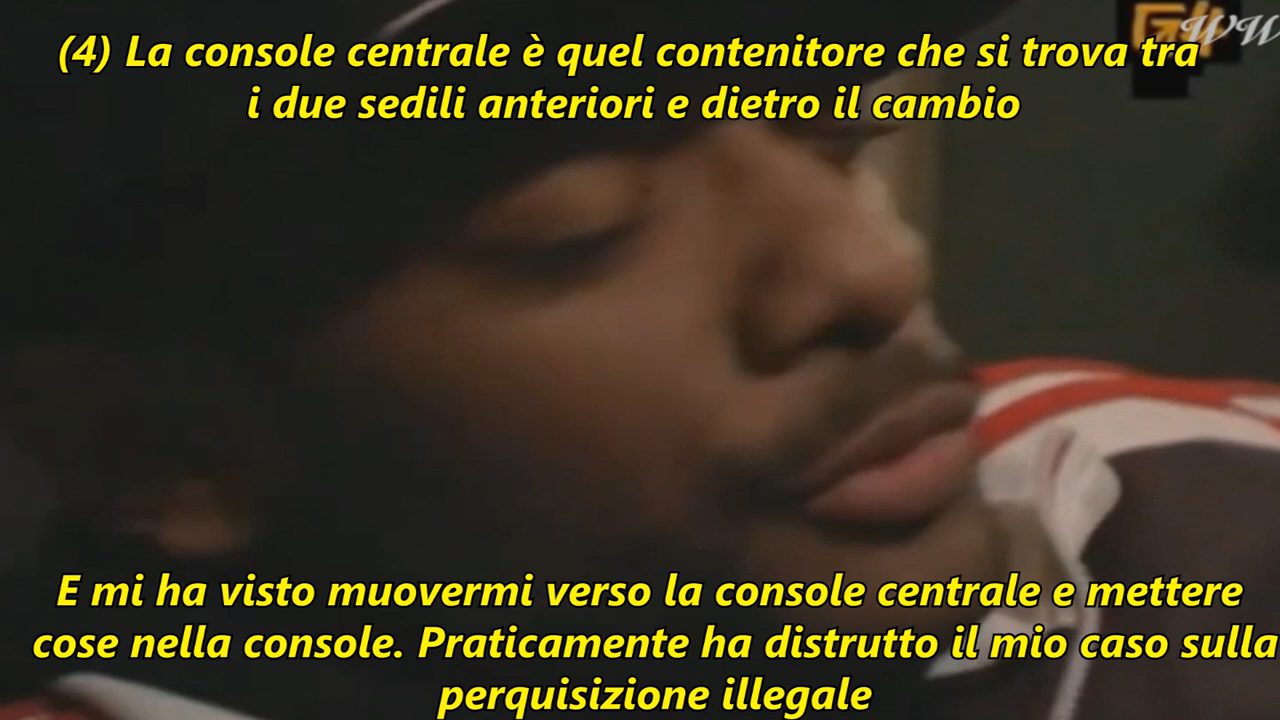 (4) La console centrale è quel contenitore che si trova tra
i due sedili anteriori e dietro il cambio
E mi ha visto muovermi verso la console centrale e mettere
cose nella console. Praticamente ha distrutto il mio caso sulla
perquisizione illegale